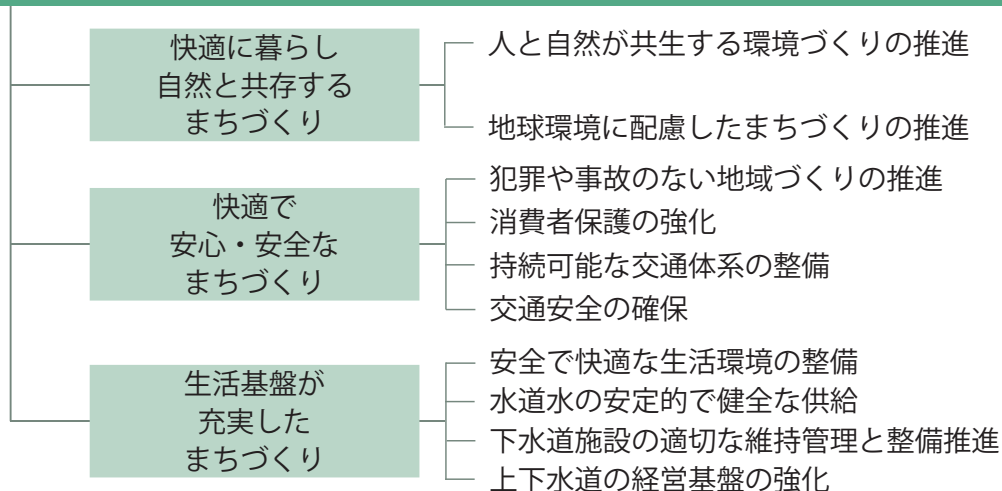 快適に暮らし
自然と共存する
まちづくり
人と自然が共生する環境づくりの推進
地球環境に配慮したまちづくりの推進
快適で
安心・安全な
まちづくり
犯罪や事故のない地域づくりの推進
消費者保護の強化
持続可能な交通体系の整備
交通安全の確保
生活基盤が
充実した
まちづくり
安全で快適な生活環境の整備
水道水の安定的で健全な供給
下水道施設の適切な維持管理と整備推進
上下水道の経営基盤の強化